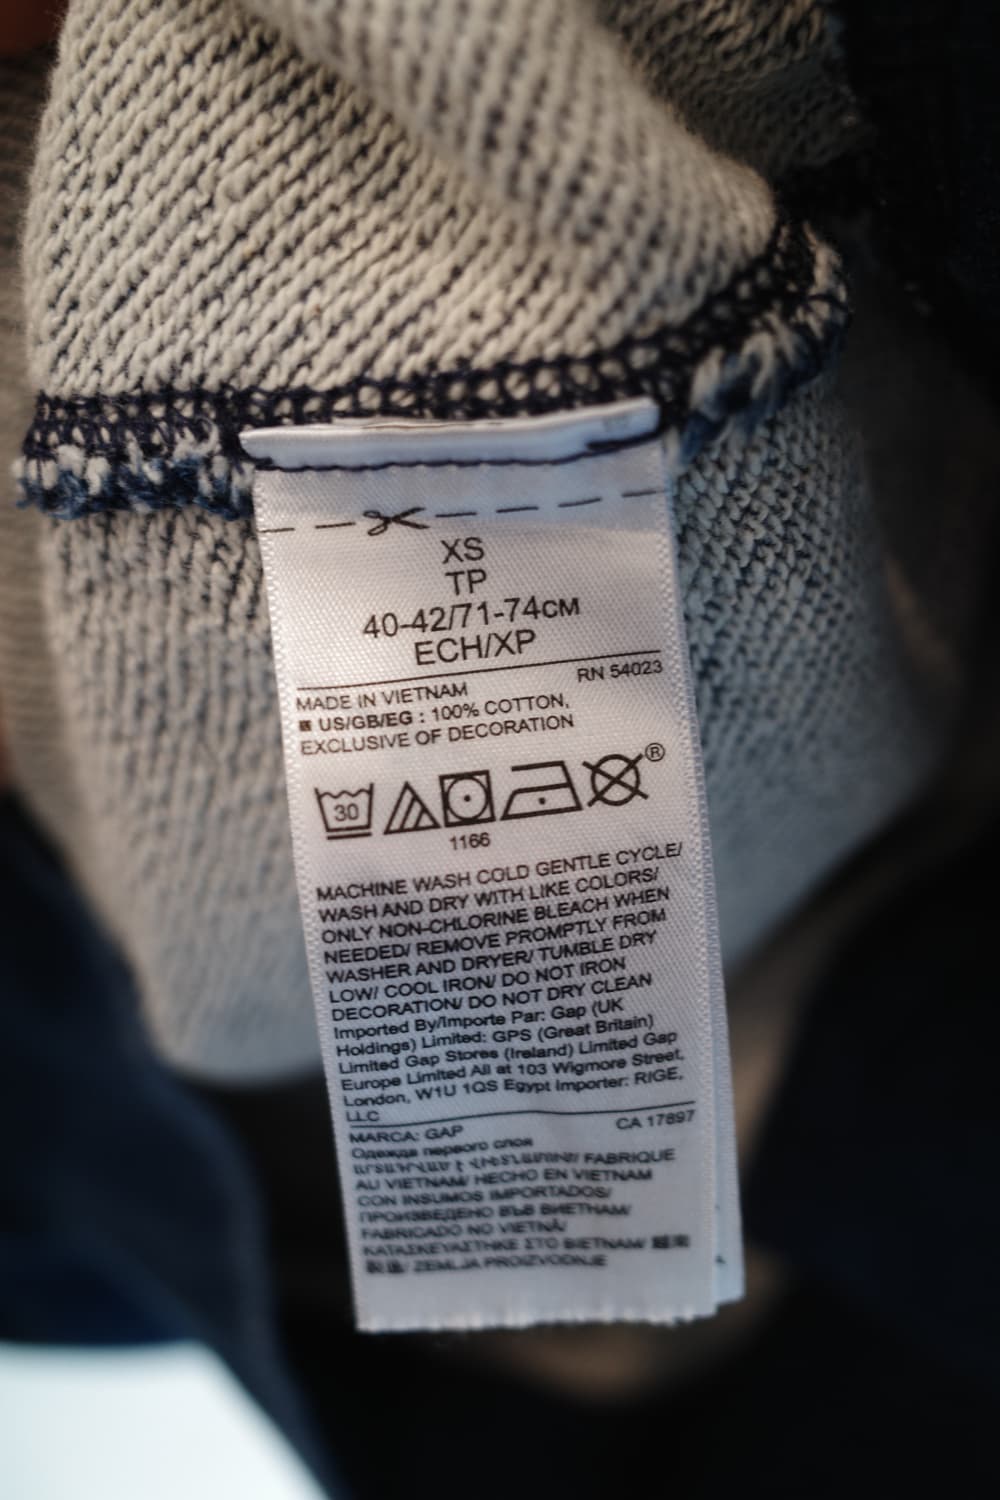 XS
TP
40-42/71-74CM
ECH/XP
RN 54023
MADE IN VIETNAM
■ US/GB/EG : 100% COTTON,
EXCLUSIVE OF DECORATION
30
®
1166
MACHINE WASH COLD GENTLE CYCLE/
WASH AND DRY WITH LIKE COLORS/
ONLY NON-CHLORINE BLEACH WHEN
NEEDED/ REMOVE PROMPTLY FROM
WASHER AND DRYER/ TUMBLE DRY
LOW/ COOL IRON/ DO NOT IRON
DECORATION/ DO NOT DRY CLEAN
Imported By/Importe Par: Gap (UK
Holdings) Limited: GPS (Great Britain)
Limited Gap Stores (Ireland) Limited Gap
Europe Limited All at 103 Wigmore Street,
London, W1U 1QS Egypt Importer: RIGE,
LLC
MARCA: GAP
CA 17897
Одежда первого слоя
FABRIQUE
AU VIETNAM/ HECHO EN VIETNAM
CON INSUMOS IMPORTADOS/
ПРОИЗВЕДЕНО ВЪВ ВИЕТНАМ/
FABRICADO NO VIETNÃ/
ΚΑΤΑΣΚΕΥΑΣΤΗΚΕ ΣΤΟ ΒΙΕΤΝΑΜ/
ZEMLJA PROIZVODNJE